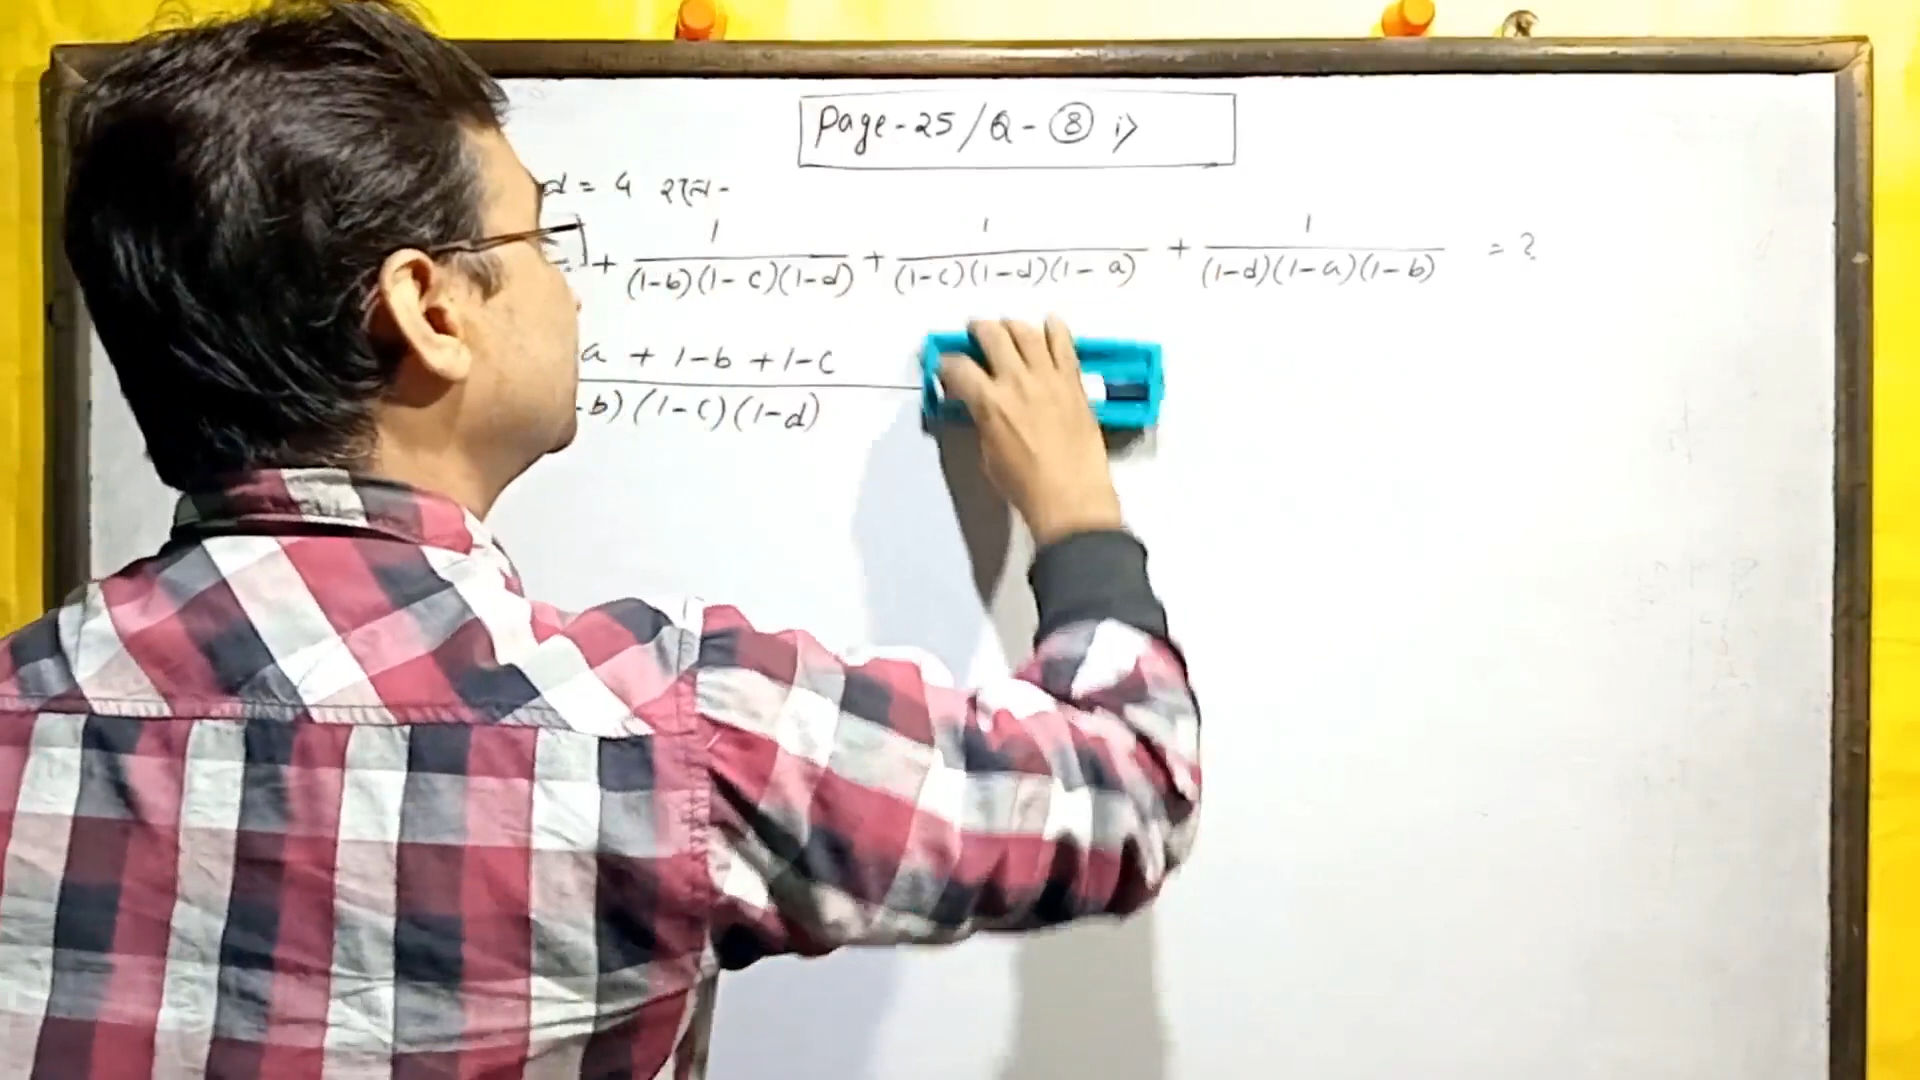 Page-25/Q-⑧ i>
d = 4 হলে-
+ 1/(1-b)(1-c)(1-d) + 1/(1-c)(1-d)(1-a) + 1/(1-d)(1-a)(1-b) = ?
a + 1-b + 1-c
-b)(1-c)(1-d)